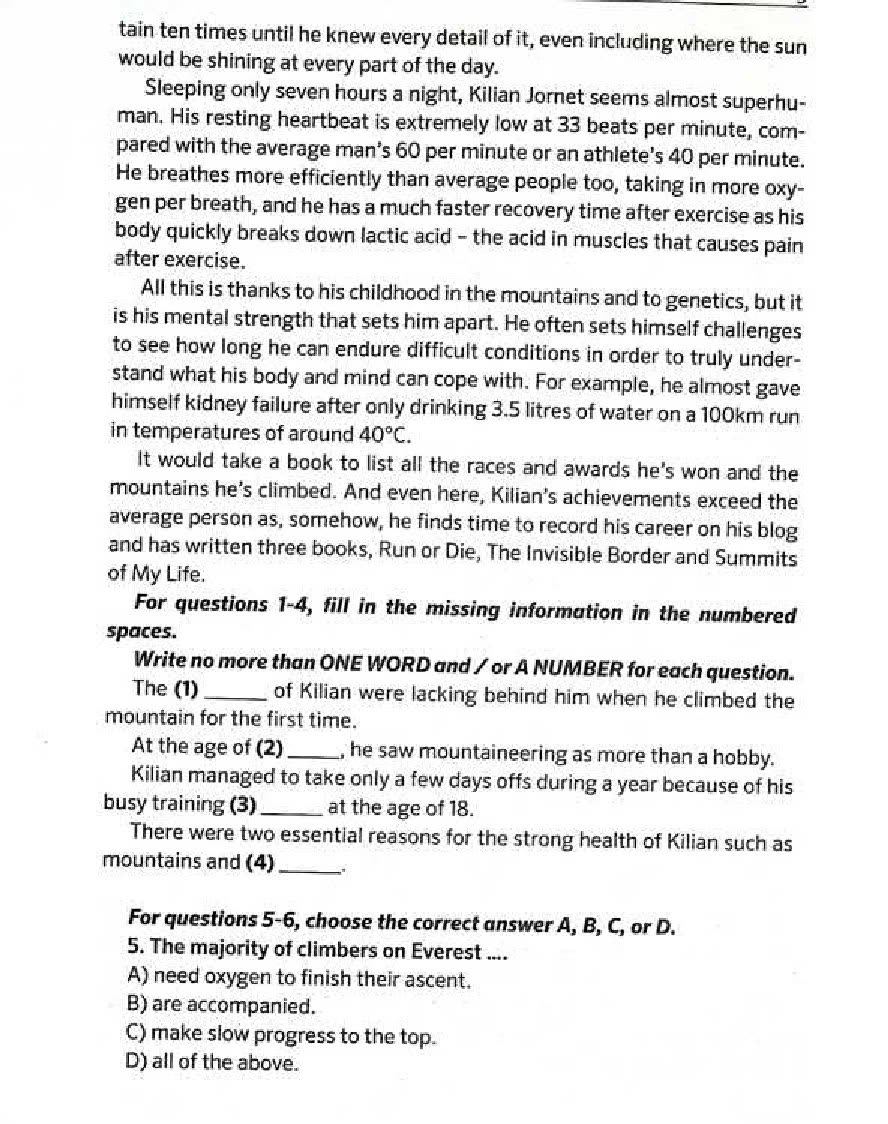 tain ten times until he knew every detail of it, even including where the sun
would be shining at every part of the day.
Sleeping only seven hours a night, Kilian Jornet seems almost superhu-
man. His resting heartbeat is extremely low at 33 beats per minute, com-
pared with the average man's 60 per minute or an athlete's 40 per minute.
He breathes more efficiently than average people too, taking in more oxy-
gen per breath, and he has a much faster recovery time after exercise as his
body quickly breaks down lactic acid – the acid in muscles that causes pain
after exercise.
All this is thanks to his childhood in the mountains and to genetics, but it
is his mental strength that sets him apart. He often sets himself challenges
to see how long he can endure difficult conditions in order to truly under-
stand what his body and mind can cope with. For example, he almost gave
himself kidney failure after only drinking 3.5 litres of water on a 100km run
in temperatures of around 40°C.
It would take a book to list all the races and awards he's won and the
mountains he's climbed. And even here, Kilian's achievements exceed the
average person as, somehow, he finds time to record his career on his blog
and has written three books, Run or Die, The Invisible Border and Summits
of My Life.
For questions 1-4, fill in the missing information in the numbered
spaces.
Write no more than ONE WORD and / or A NUMBER for each question.
The (1) ______ of Kilian were lacking behind him when he climbed the
mountain for the first time.
At the age of (2) _____, he saw mountaineering as more than a hobby.
Kilian managed to take only a few days offs during a year because of his
busy training (3) ______ at the age of 18.
There were two essential reasons for the strong health of Kilian such as
mountains and (4) ______.
For questions 5-6, choose the correct answer A, B, C, or D.
5. The majority of climbers on Everest ....
A) need oxygen to finish their ascent.
B) are accompanied.
C) make slow progress to the top.
D) all of the above.